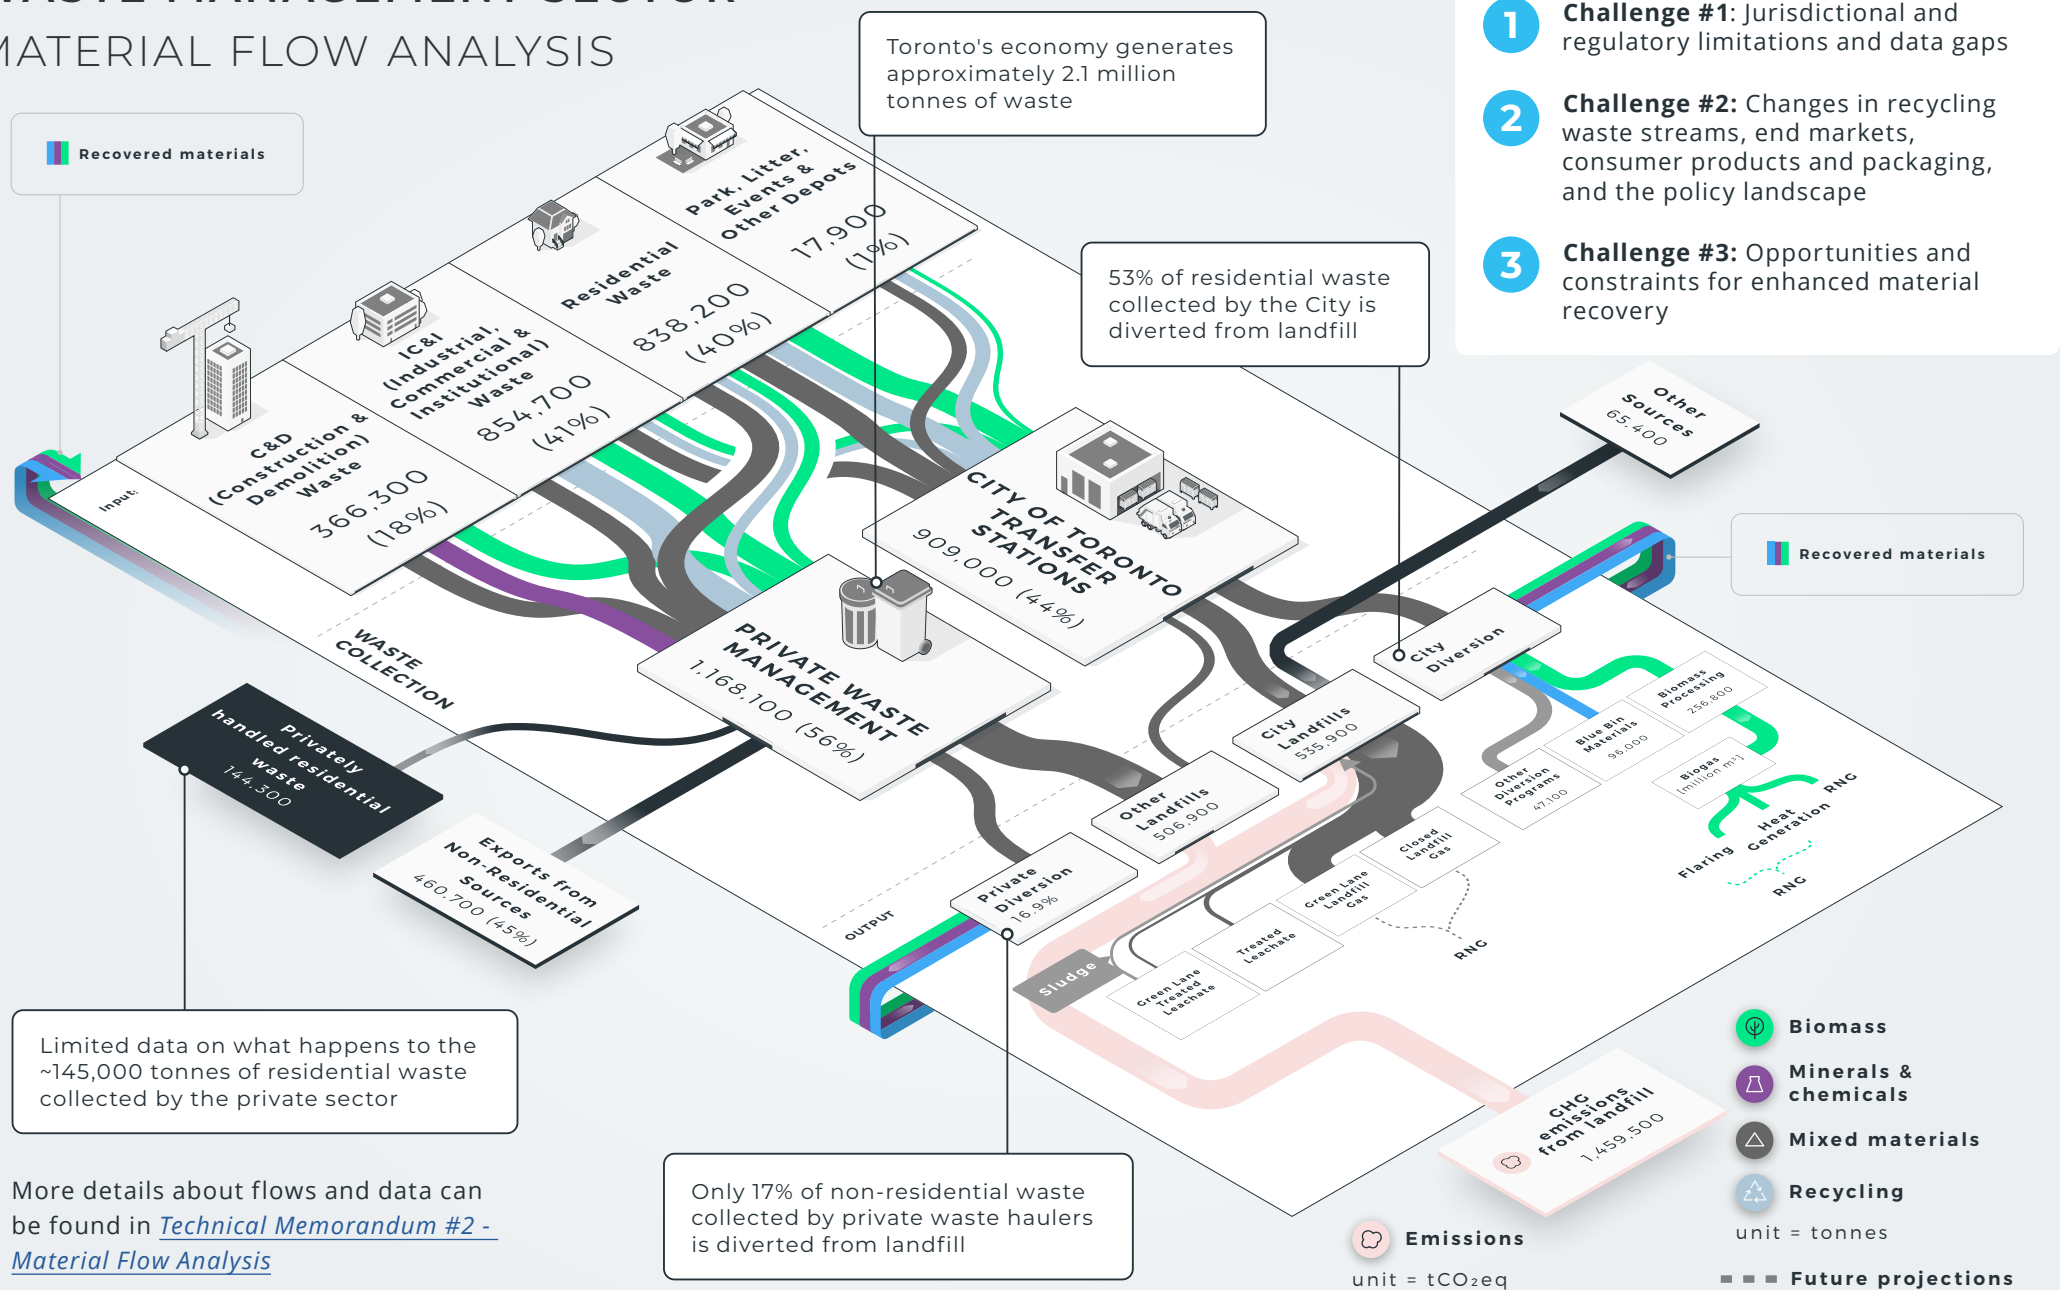 WASTE MANAGEMENT SECTOR
MATERIAL FLOW ANALYSIS
Recovered materials
Toronto's economy generates
approximately 2.1 million
tonnes of waste
Challenge #1: Jurisdictional and
regulatory limitations and data gaps
1
Challenge #2: Changes in recycling
waste streams, end markets,
consumer products and packaging,
and the policy landscape
2
Challenge #3: Opportunities and
constraints for enhanced material
recovery
3
53% of residential waste
collected by the City is
diverted from landfill
Park, Litter,
Events &
Other Depots
17,900
(1%)
Residential
Waste
838,200
(40%)
IC&I
(Industrial,
Commercial &
Institutional)
Waste
854,700
(41%)
C&D
(Construction &
Demolition)
Waste
366,300
(18%)
Input:
WASTE
COLLECTION
CITY OF TORONTO
TRANSFER
STATIONS
909,000 (44%)
PRIVATE WASTE
MANAGEMENT
1,168,100 (56%)
Other
Sources
65,400
Recovered materials
City
Diversion
City
Landfills
535,900
Other
Landfills
506,900
Private
Diversion
16.9%
Biomass
Processing
256,800
Blue Bin
Materials
96,000
Other
Diversion
Programs
47,100
Biogas
[million m³]
RNG
Heat
Generation
Flaring
RNG
Closed
Landfill
Gas
Green Lane
Landfill
Gas
RNG
Treated
Leachate
Green Lane
Treated
Leachate
Sludge
OUTPUT
Privately
handled residential
waste
144,300
Exports from
Non-Residential
Sources
460,700 (45%)
Limited data on what happens to the
~145,000 tonnes of residential waste
collected by the private sector
More details about flows and data can
be found in Technical Memorandum #2 -
Material Flow Analysis
Only 17% of non-residential waste
collected by private waste haulers
is diverted from landfill
GHG
emissions
from landfill
1,459,500
Emissions
unit = tCO₂eq
Biomass
Minerals &
chemicals
Mixed materials
Recycling
unit = tonnes
Future projections